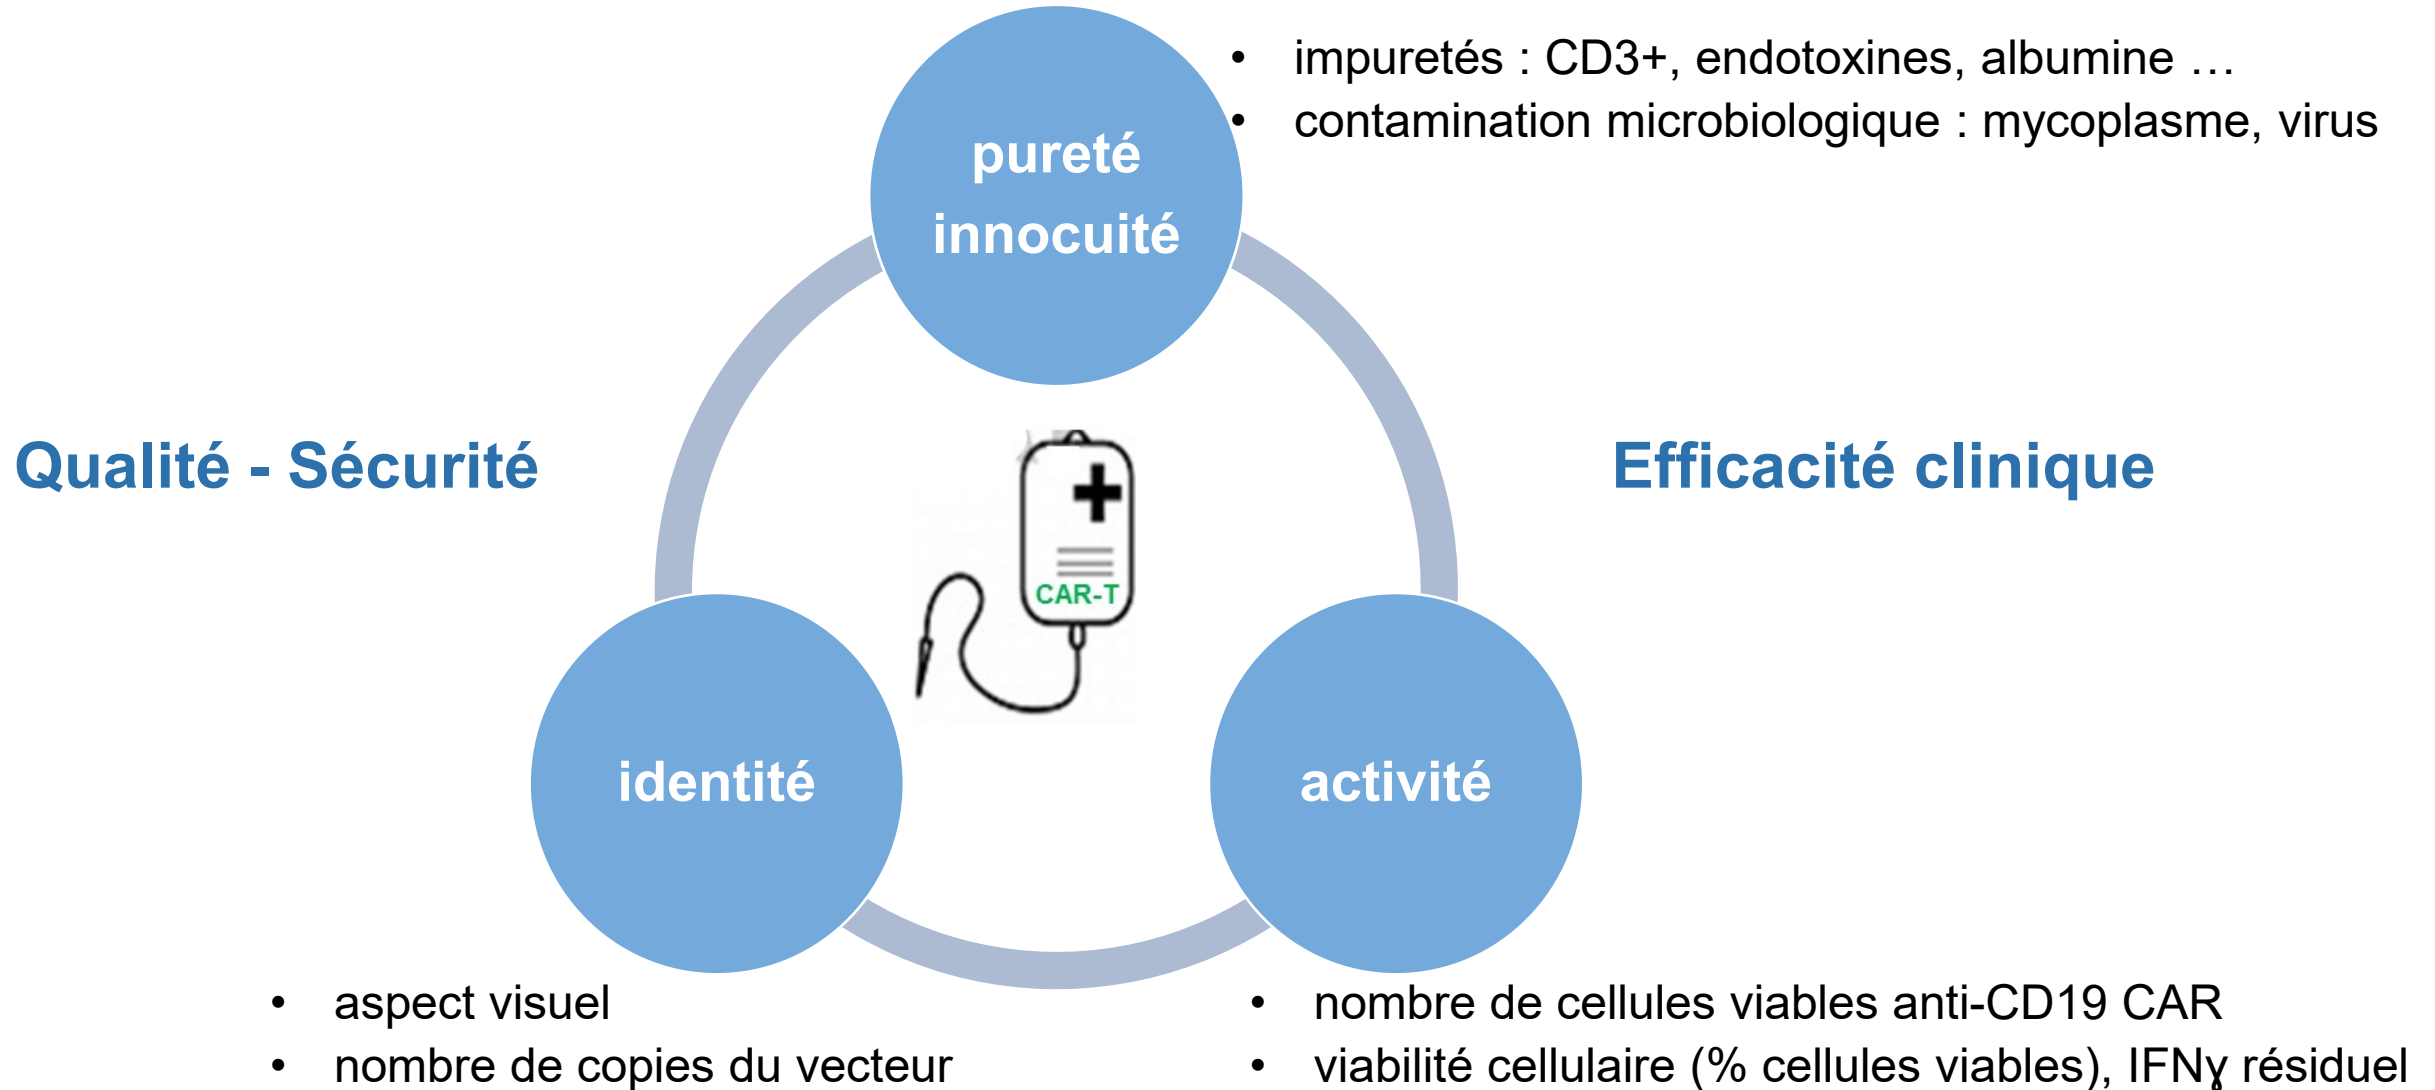 • impuretés : CD3+, endotoxines, albumine …
• contamination microbiologique : mycoplasme, virus
pureté
innocuité
Qualité - Sécurité
Efficacité clinique
CAR-T
identité
activité
• aspect visuel
• nombre de copies du vecteur
• nombre de cellules viables anti-CD19 CAR
• viabilité cellulaire (% cellules viables), IFNɣ résiduel